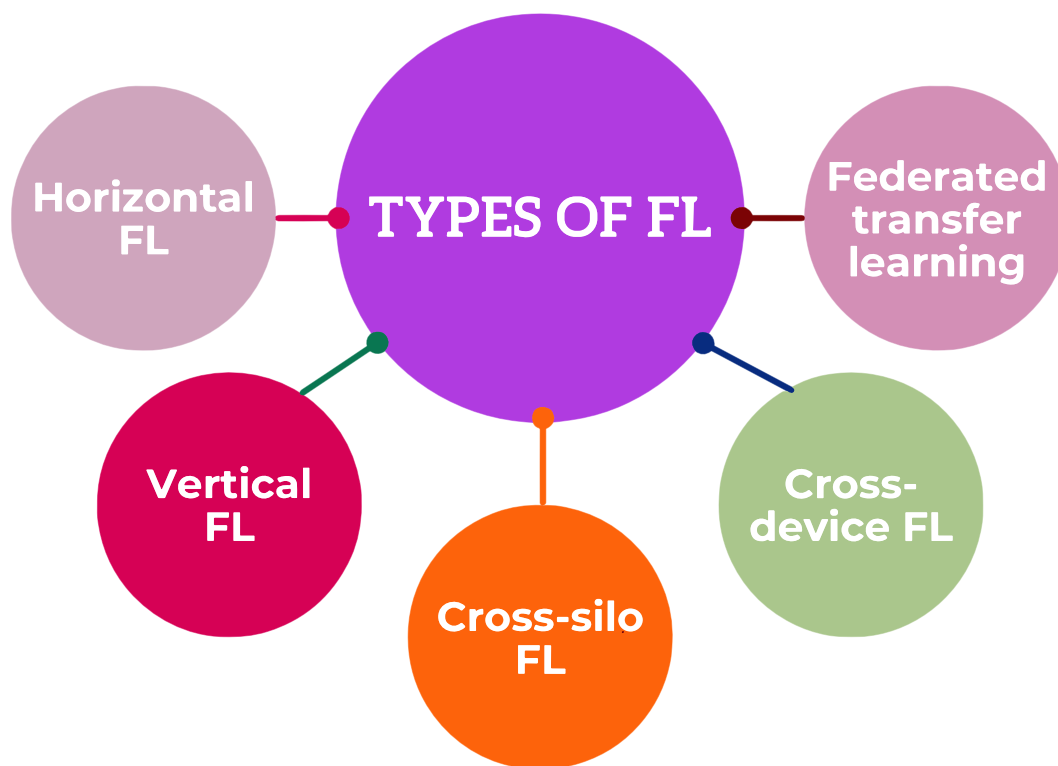 TYPES OF FL
Horizontal
FL
Vertical
FL
Cross-silo
FL
Cross-
device FL
Federated
transfer
learning